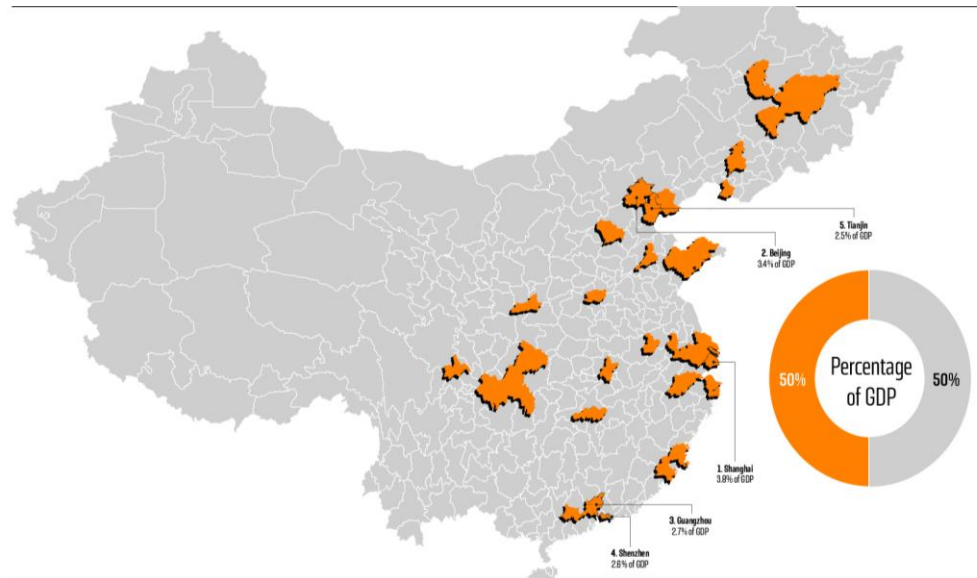 5. Tianjin
2.5% of GDP
2. Beijing
3.4% of GDP
50%
Percentage
of GDP
50%
1. Shanghai
3.8% of GDP
3. Guangzhou
2.7% of GDP
4. Shenzhen
2.6% of GDP